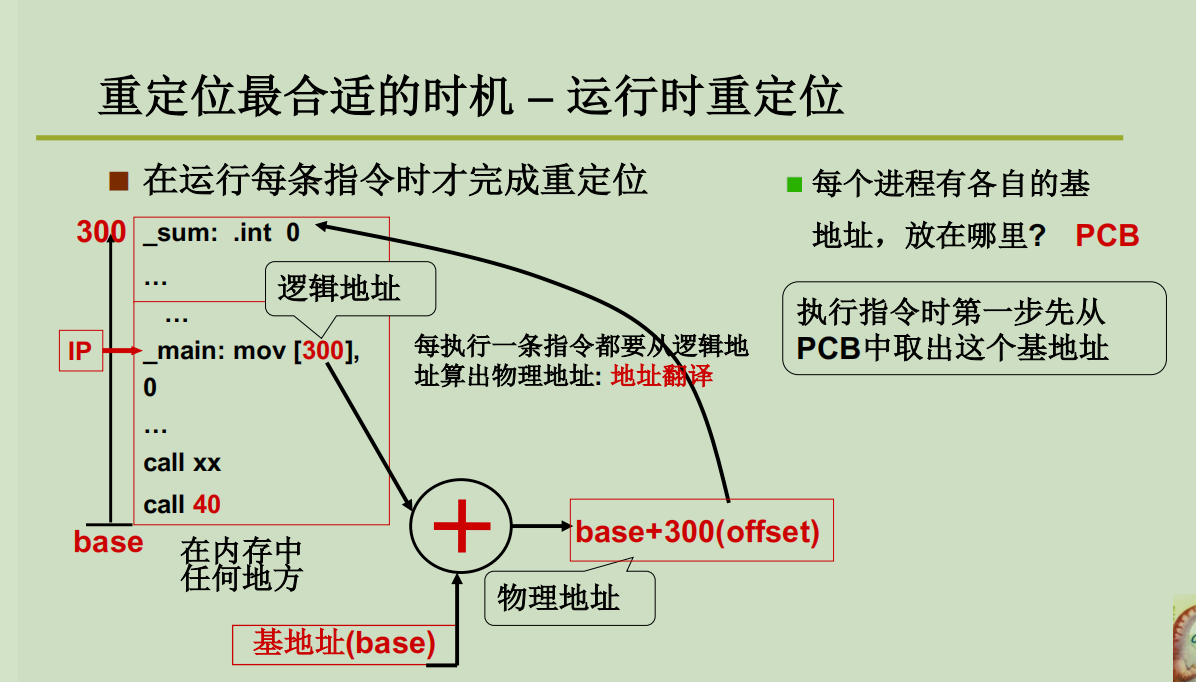 重定位最合适的时机 – 运行时重定位
在运行每条指令时才完成重定位
300
_sum: .int 0
...
...
逻辑地址
IP
_main: mov [300],
0
...
call xx
call 40
base
在内存中
任何地方
每执行一条指令都要从逻辑地
址算出物理地址: 地址翻译
+
base+300(offset)
物理地址
基地址(base)
每个进程有各自的基
地址，放在哪里? PCB
执行指令时第一步先从
PCB中取出这个基地址